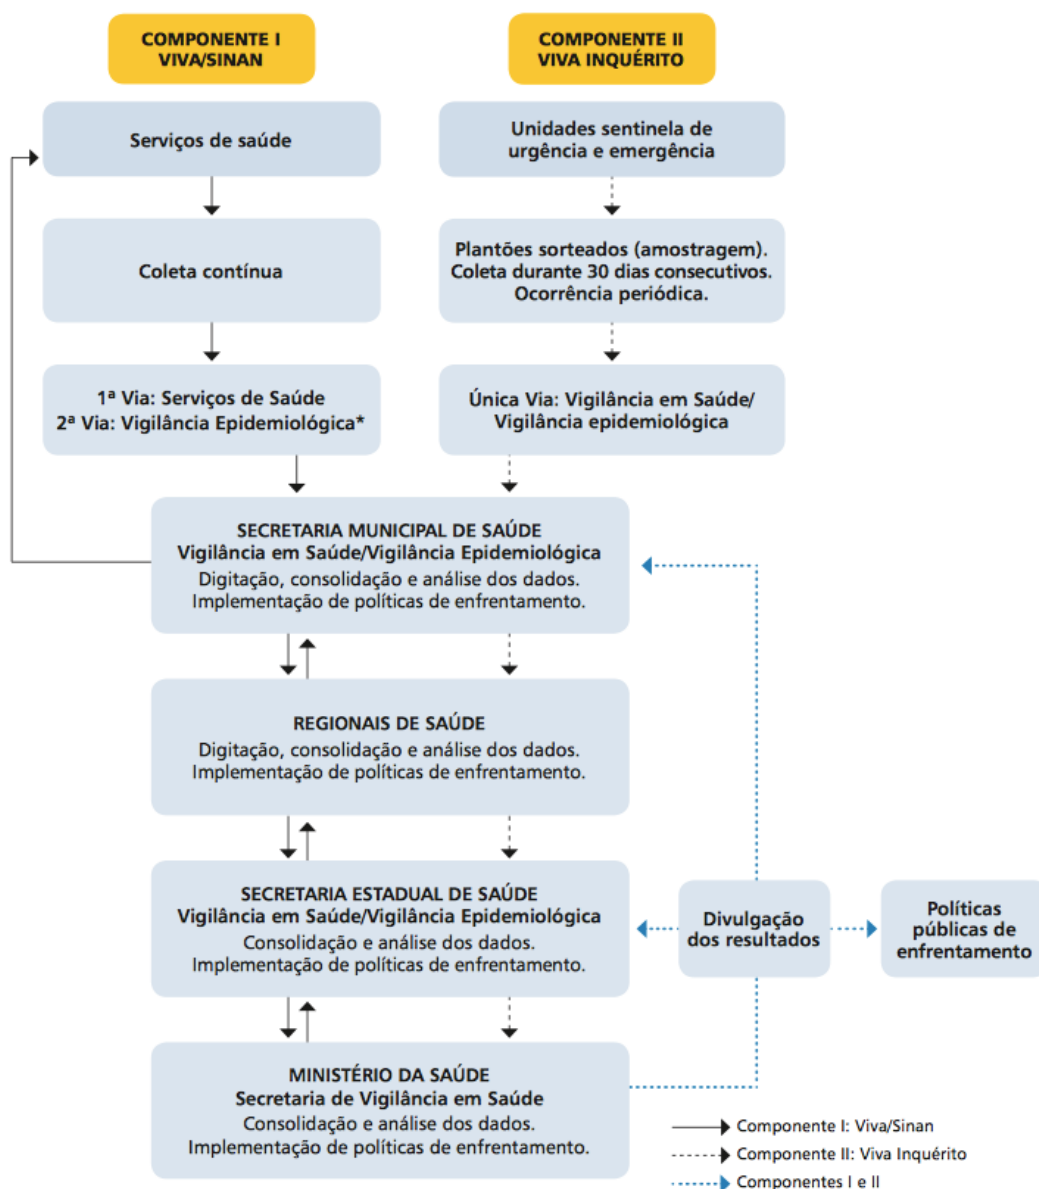 COMPONENTE I
VIVA/SINAN
COMPONENTE II
VIVA INQUÉRITO
Serviços de saúde
Unidades sentinela de
urgência e emergência
Coleta contínua
Plantões sorteados (amostragem).
Coleta durante 30 dias consecutivos.
Ocorrência periódica.
1ª Via: Serviços de Saúde
2ª Via: Vigilância Epidemiológica*
Única Via: Vigilância em Saúde/
Vigilância epidemiológica
SECRETARIA MUNICIPAL DE SAÚDE
Vigilância em Saúde/Vigilância Epidemiológica
Digitação, consolidação e análise dos dados.
Implementação de políticas de enfrentamento.
REGIONAIS DE SAÚDE
Digitação, consolidação e análise dos dados.
Implementação de políticas de enfrentamento.
SECRETARIA ESTADUAL DE SAÚDE
Vigilância em Saúde/Vigilância Epidemiológica
Consolidação e análise dos dados.
Implementação de políticas de enfrentamento.
Divulgação
dos resultados
Políticas
públicas de
enfrentamento
MINISTÉRIO DA SAÚDE
Secretaria de Vigilância em Saúde
Consolidação e análise dos dados.
Implementação de políticas de enfrentamento.
Componente I: Viva/Sinan
Componente II: Viva Inquérito
Componentes I e II